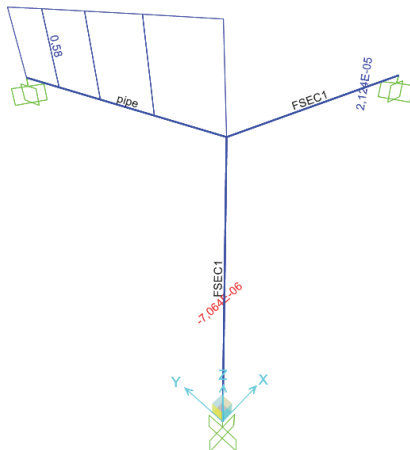 0,58
pipe
FSEC1
2,124E-05
FSEC1
-7,064E-06
Z
Y
X